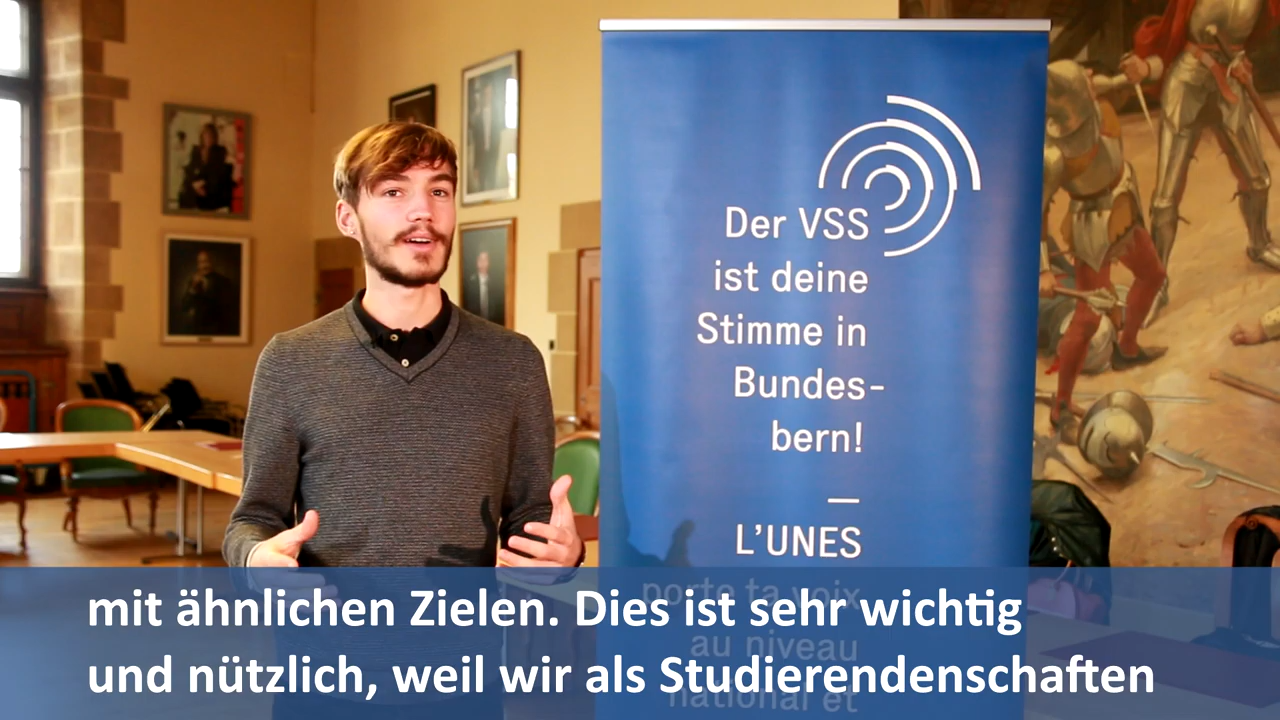 Der VSS
ist deine
Stimme in
Bundes-
bern!
—
L'UNES
porte ta voix
au niveau
national et
mit ähnlichen Zielen. Dies ist sehr wichtig
und nützlich, weil wir als Studierendenschaften